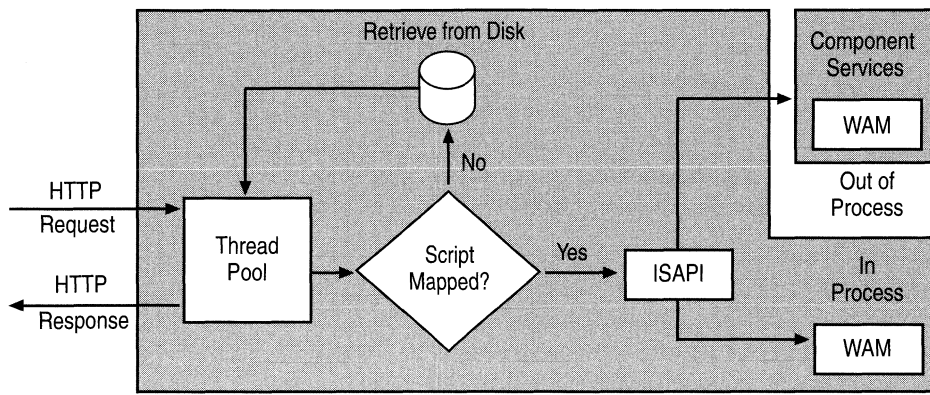 Retrieve from Disk
Component
Services
WAM
No
Out of
Process
HTTP
Request
Thread
Pool
Script
Mapped?
Yes
ISAPI
In
Process
HTTP
Response
WAM